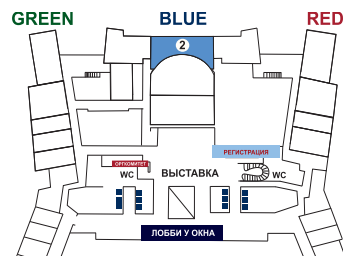 GREEN BLUE RED
2
РЕГИСТРАЦИЯ
ОРГКОМИТЕТ
WC ВЫСТАВКА WC
ЛОББИ У ОКНА